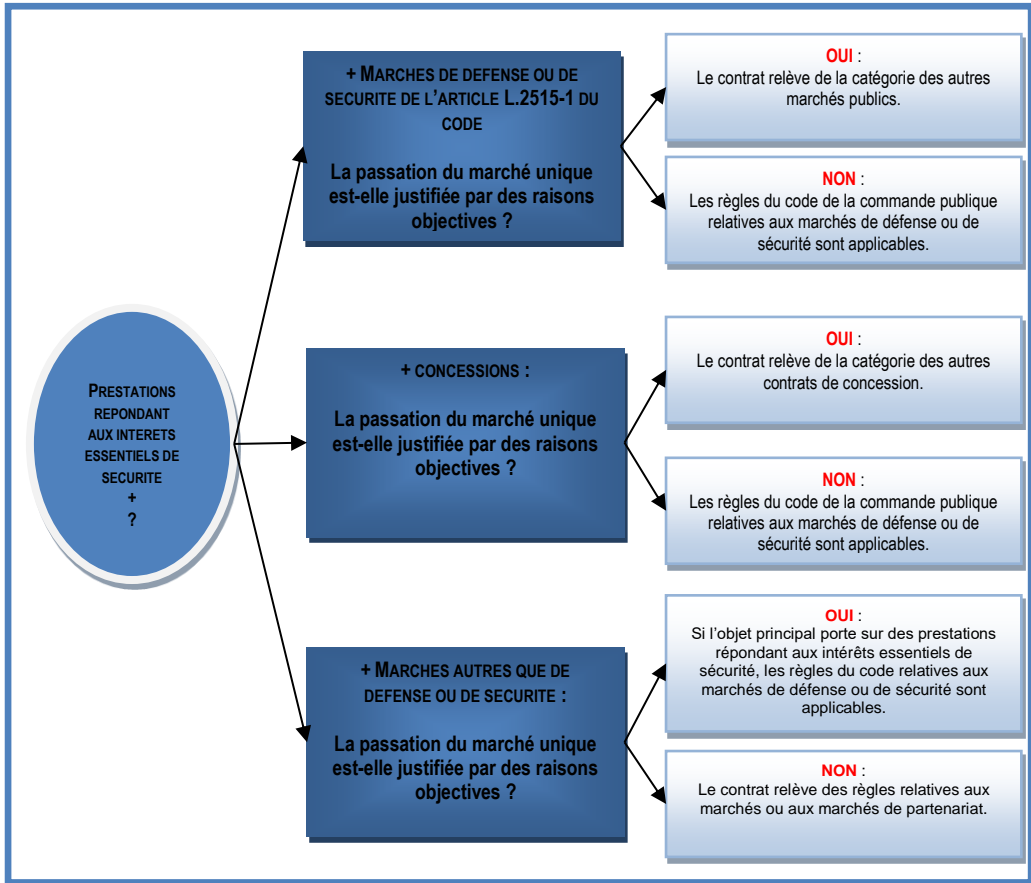 PRESTATIONS
REPONDANT
AUX INTERETS
ESSENTIELS DE
SECURITE
+
?
+ MARCHES DE DEFENSE OU DE
SECURITE DE L'ARTICLE L.2515-1 DU
CODE
La passation du marché unique
est-elle justifiée par des raisons
objectives ?
OUI :
Le contrat relève de la catégorie des autres
marchés publics.
NON :
Les règles du code de la commande publique
relatives aux marchés de défense ou de
sécurité sont applicables.
+ CONCESSIONS :
La passation du marché unique
est-elle justifiée par des raisons
objectives ?
OUI :
Le contrat relève de la catégorie des autres
contrats de concession.
NON :
Les règles du code de la commande publique
relatives aux marchés de défense ou de
sécurité sont applicables.
+ MARCHES AUTRES QUE DE
DEFENSE OU DE SECURITE :
La passation du marché unique
est-elle justifiée par des raisons
objectives ?
OUI :
Si l'objet principal porte sur des prestations
répondant aux intérêts essentiels de
sécurité, les règles du code relatives aux
marchés de défense ou de sécurité sont
applicables.
NON :
Le contrat relève des règles relatives aux
marchés ou aux marchés de partenariat.